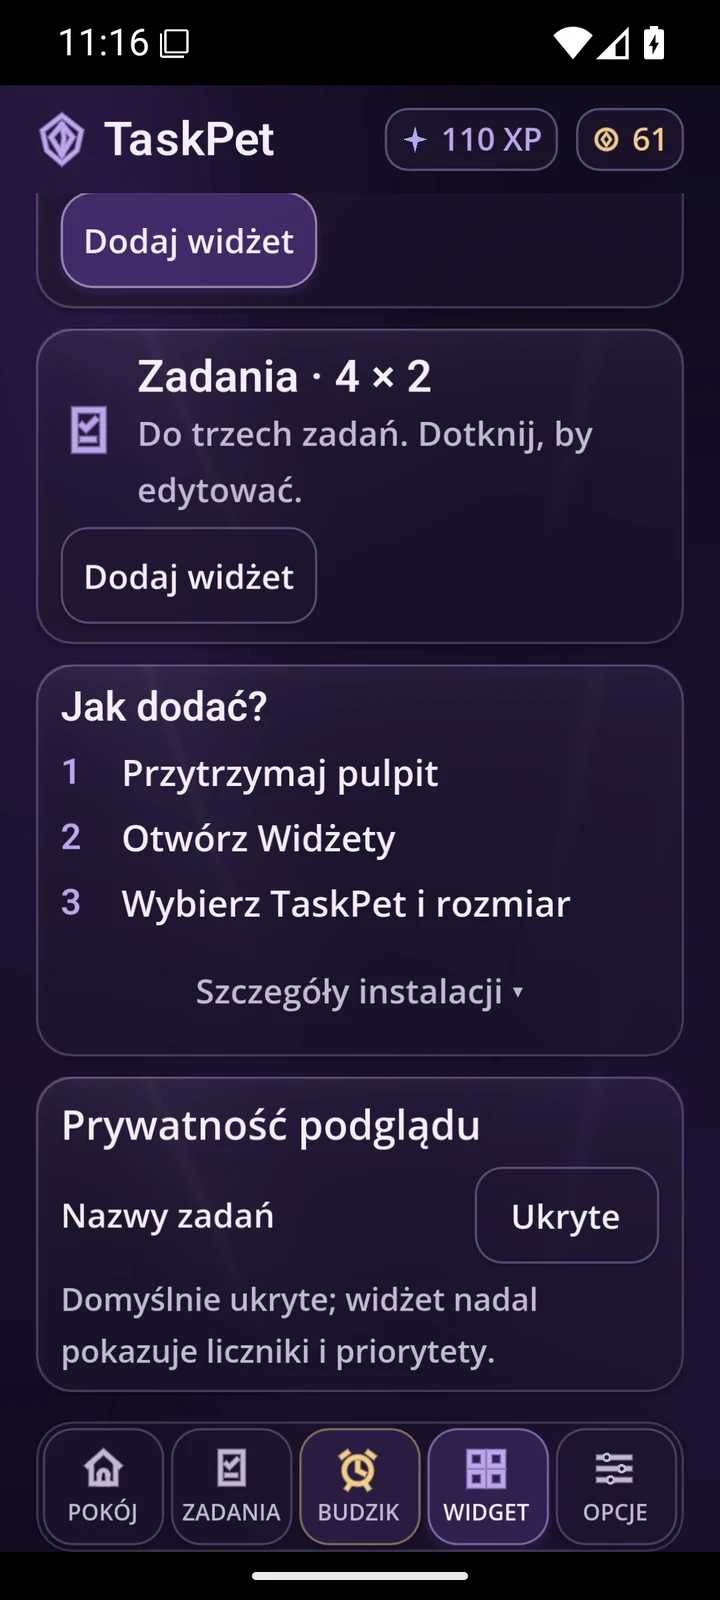 11:16
TaskPet
110 XP
61
Dodaj widżet
Zadania · 4 × 2
Do trzech zadań. Dotknij, by
edytować.
Dodaj widżet
Jak dodać?
1 Przytrzymaj pulpit
2 Otwórz Widżety
3 Wybierz TaskPet i rozmiar
Szczegóły instalacji ▾
Prywatność podglądu
Nazwy zadań
Ukryte
Domyślnie ukryte; widżet nadal
pokazuje liczniki i priorytety.
POKÓJ
ZADANIA
BUDZIK
WIDGET
OPCJE